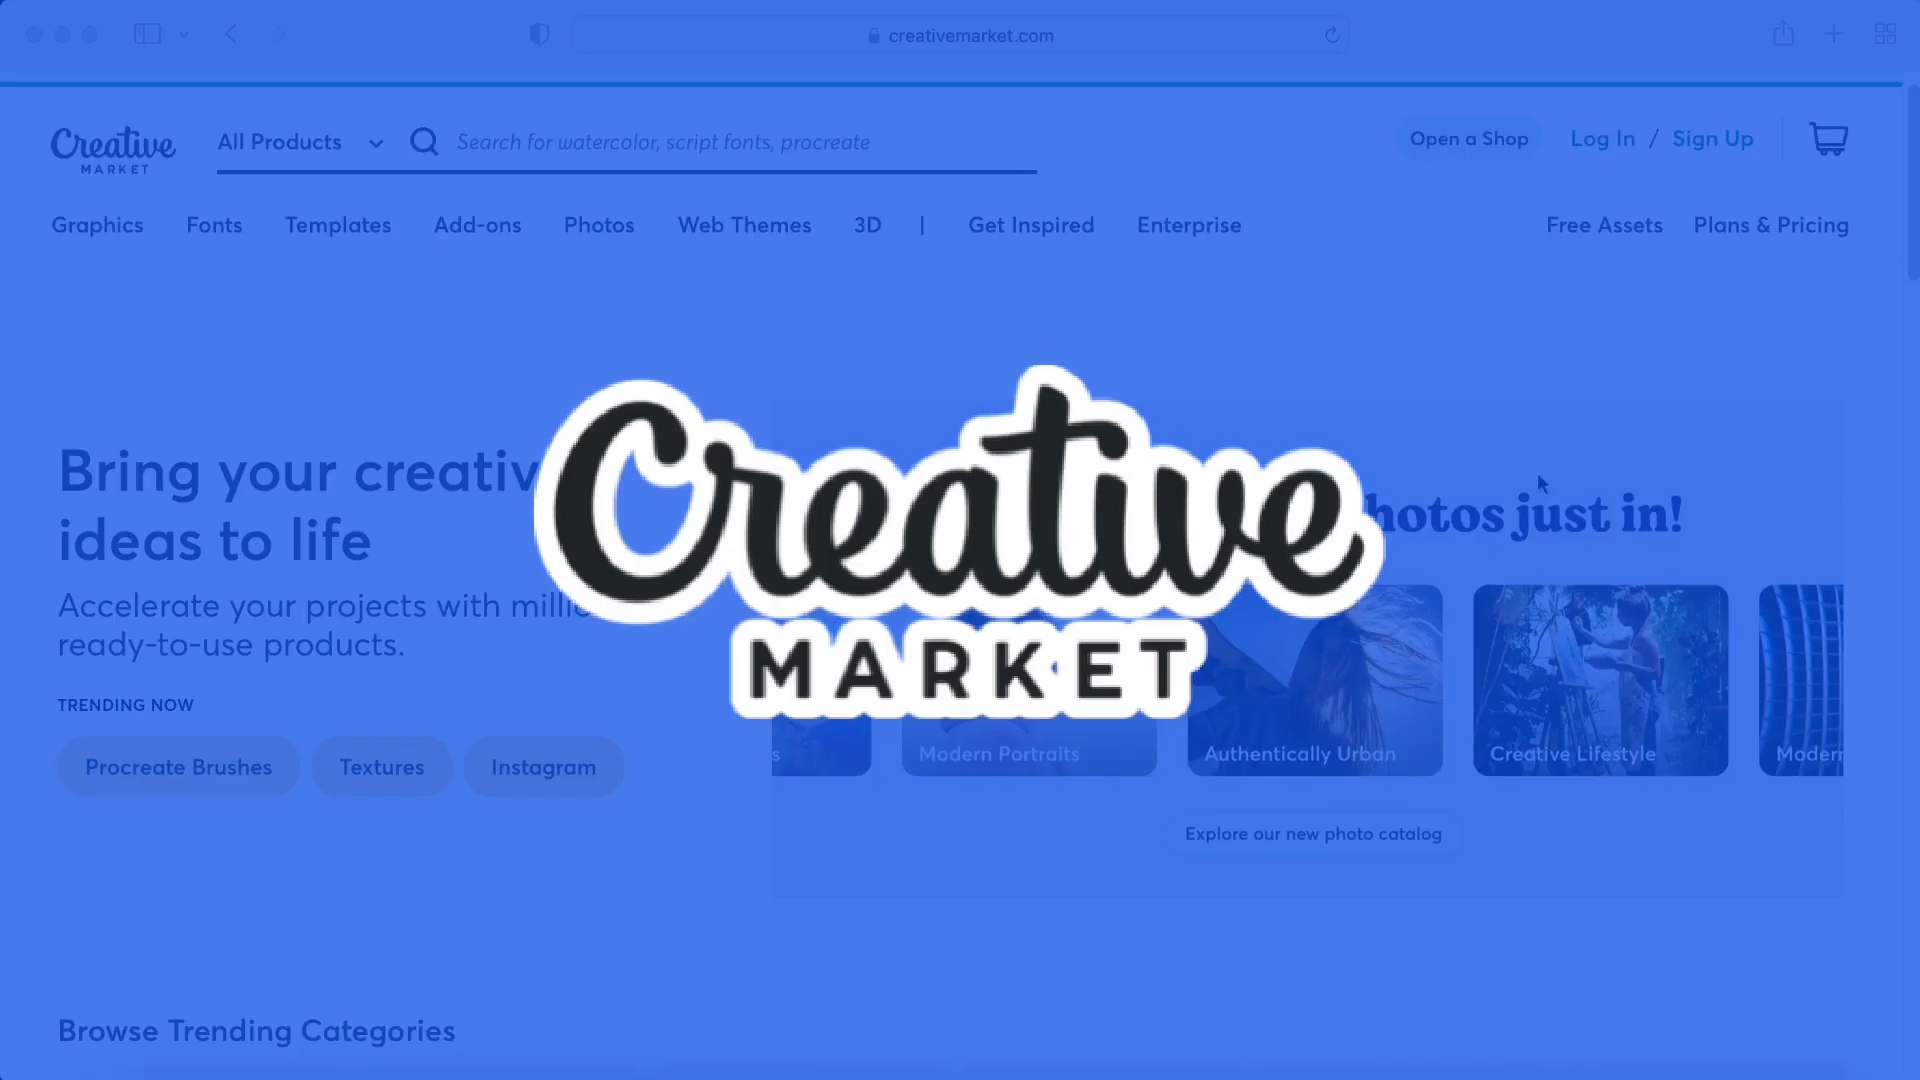 creativemarket.com
Creative
MARKET
All Products
Search for watercolor, script fonts, procreate
Open a Shop
Log In / Sign Up
Graphics
Fonts
Templates
Add-ons
Photos
Web Themes
3D
|
Get Inspired
Enterprise
Free Assets
Plans & Pricing
Bring your creativ
ideas to life
Accelerate your projects with milli
ready-to-use products.
TRENDING NOW
Procreate Brushes
Textures
Instagram
Creative
MARKET
hotos just in!
s
Modern Portraits
Authentically Urban
Creative Lifestyle
Modern
Explore our new photo catalog
Browse Trending Categories